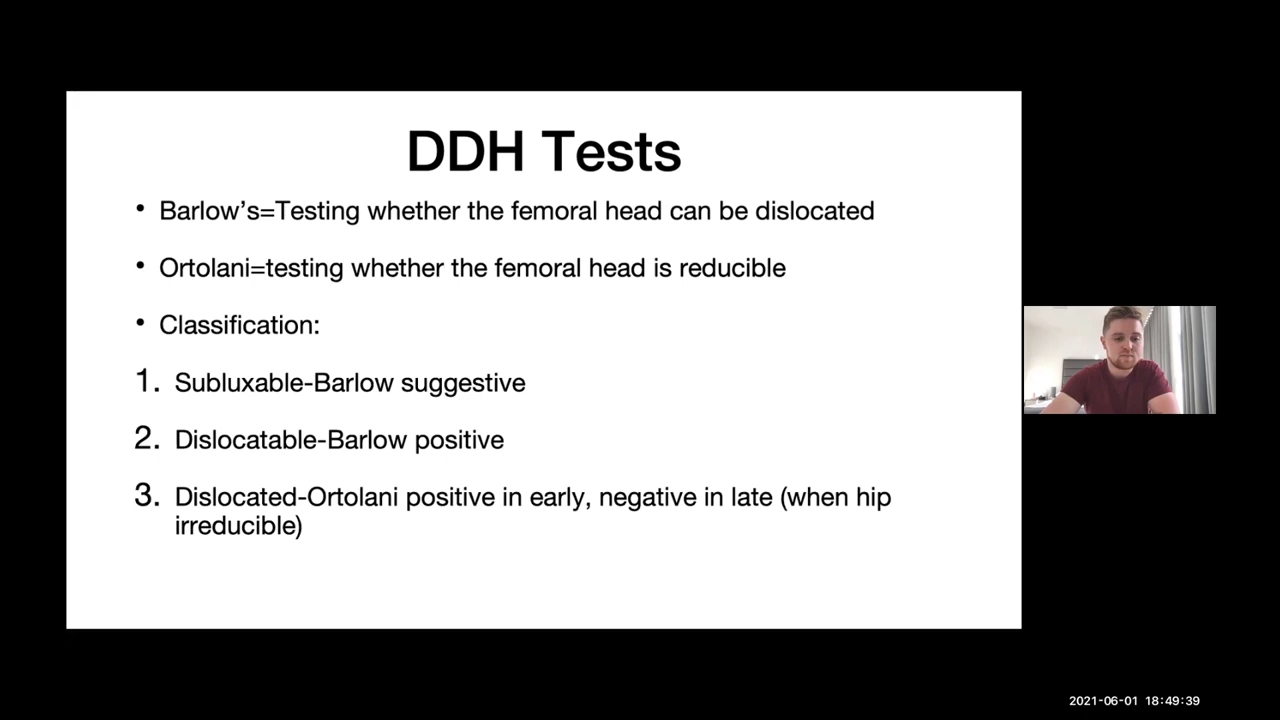 DDH Tests
• Barlow’s=Testing whether the femoral head can be dislocated
• Ortolani=testing whether the femoral head is reducible
• Classification:
1. Subluxable-Barlow suggestive
2. Dislocatable-Barlow positive
3. Dislocated-Ortolani positive in early, negative in late (when hip
irreducible)
2021-06-01 18:49:39